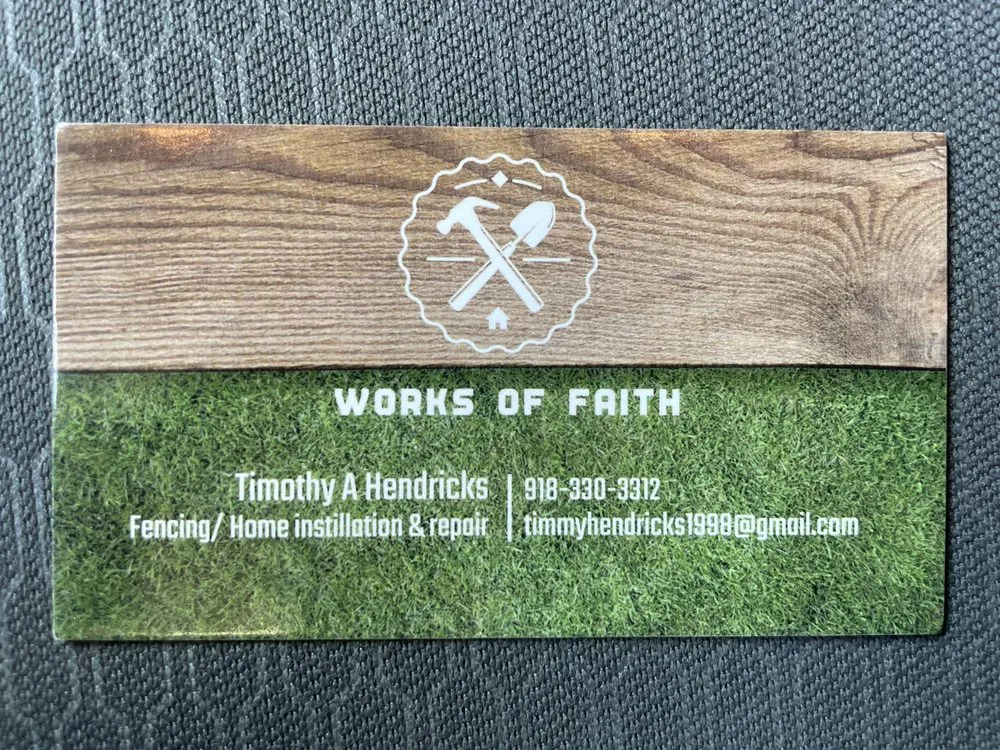 WORKS OF FAITH
Timothy A Hendricks
Fencing/ Home instillation & repair
918-330-3312
timmyhendricks1998@gmail.com